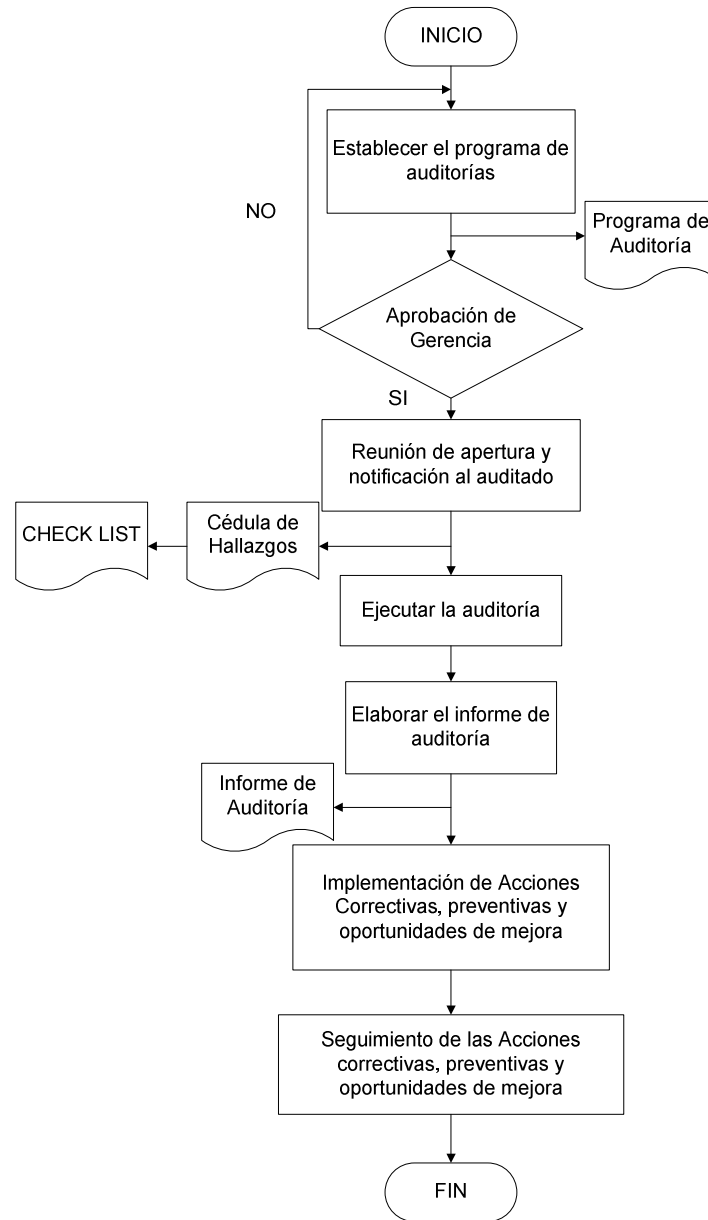 INICIO
Establecer el programa de
auditorías
NO
Programa de
Auditoría
Aprobación de
Gerencia
SI
Reunión de apertura y
notificación al auditado
CHECK LIST
Cédula de
Hallazgos
Ejecutar la auditoría
Elaborar el informe de
auditoría
Informe de
Auditoría
Implementación de Acciones
Correctivas, preventivas y
oportunidades de mejora
Seguimiento de las Acciones
correctivas, preventivas y
oportunidades de mejora
FIN